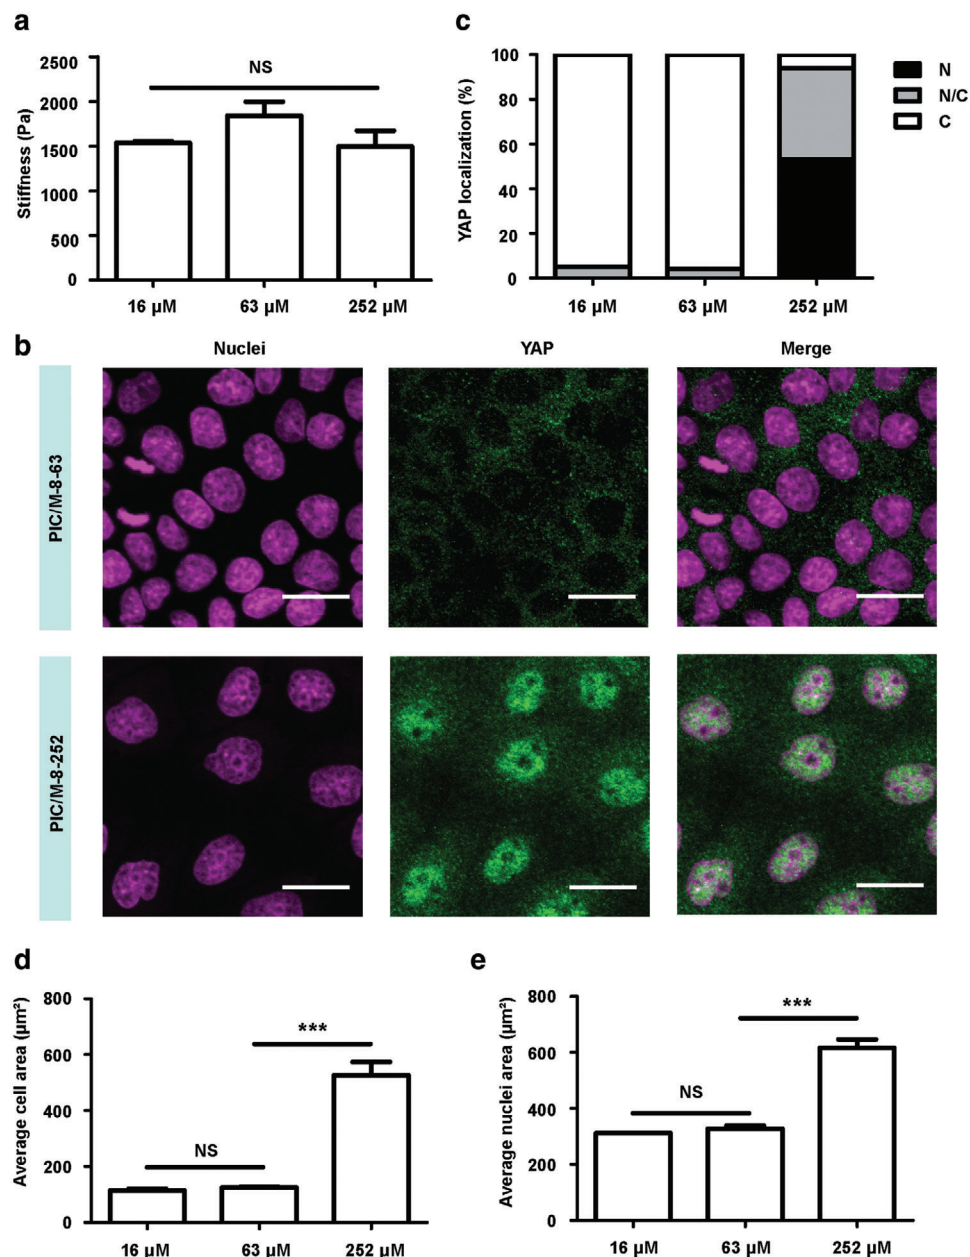 a
2500
2000
1500
1000
500
0
Stiffness (Pa)
NS
16 µM
63 µM
252 µM
c
100
80
60
40
20
0
YAP localization (%)
16 µM
63 µM
252 µM
N
N/C
C
b
Nuclei
YAP
Merge
PIC/M-8-63
PIC/M-8-252
d
800
600
400
200
0
Average cell area (µm²)
NS
***
16 µM
63 µM
252 µM
e
800
600
400
200
0
Average nuclei area (µm²)
NS
***
16 µM
63 µM
252 µM